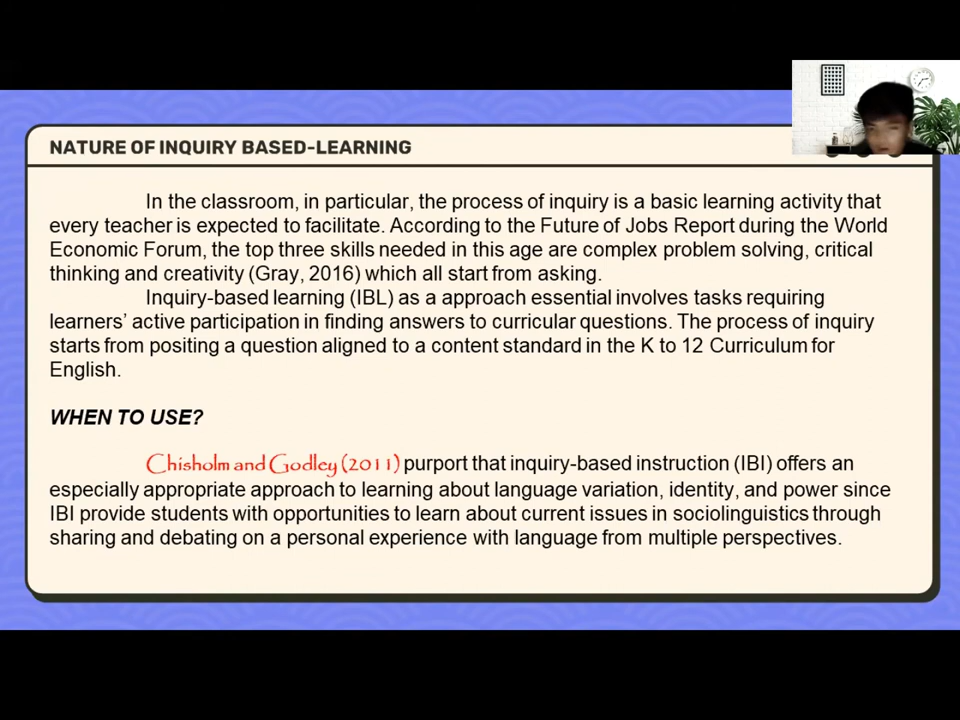 NATURE OF INQUIRY BASED-LEARNING
In the classroom, in particular, the process of inquiry is a basic learning activity that
every teacher is expected to facilitate. According to the Future of Jobs Report during the World
Economic Forum, the top three skills needed in this age are complex problem solving, critical
thinking and creativity (Gray, 2016) which all start from asking.
Inquiry-based learning (IBL) as a approach essential involves tasks requiring
learners' active participation in finding answers to curricular questions. The process of inquiry
starts from positing a question aligned to a content standard in the K to 12 Curriculum for
English.
WHEN TO USE?
Chisholm and Godley (2011) purport that inquiry-based instruction (IBI) offers an
especially appropriate approach to learning about language variation, identity, and power since
IBI provide students with opportunities to learn about current issues in sociolinguistics through
sharing and debating on a personal experience with language from multiple perspectives.